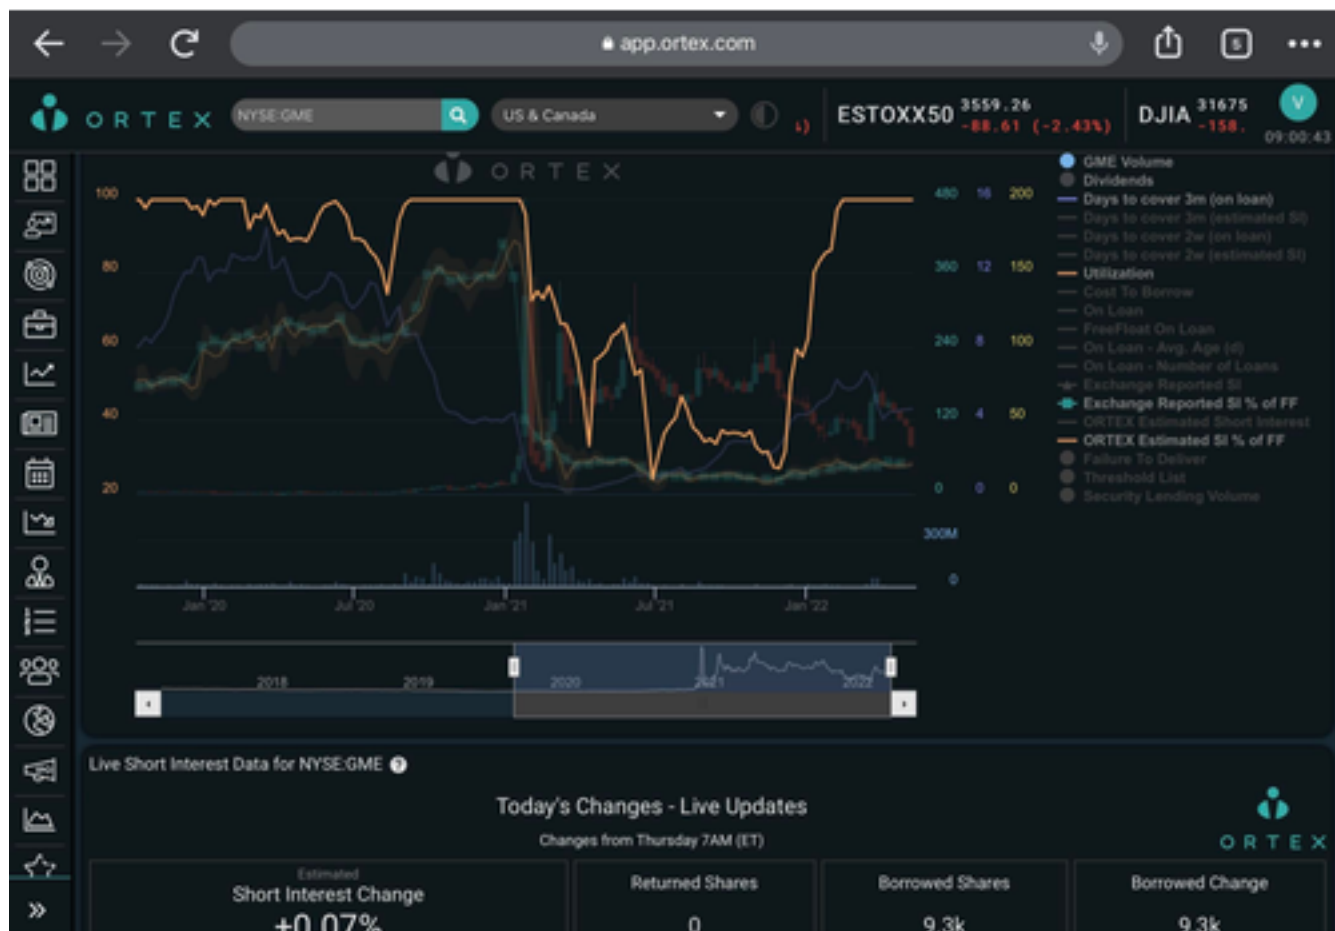 app.ortex.com
5
ORTEX
NYSE:GME
US & Canada
ESTOXX50 3559.26
-88.61 (-2.43%)
DJIA 31675
-158.
V
09:00:43
ORTEX
GME Volume
Dividends
Days to cover 3m (on loan)
Days to cover 3m (estimated SI)
Days to cover 2w (on loan)
Days to cover 2w (estimated SI)
Utilization
Cost To Borrow
On Loan
FreeFloat On Loan
On Loan - Avg. Age (d)
On Loan - Number of Loans
Exchange Reported SI
Exchange Reported SI % of FF
ORTEX Estimated Short Interest
ORTEX Estimated SI % of FF
Failure To Deliver
Threshold List
Security Lending Volume
100 480 16 200
80 360 12 150
60 240 8 100
40 120 4 50
20 0 0 0
300M
0
Jan '20 Jul '20 Jan '21 Jul '21 Jan '22
2018 2019 2020 2021 2022
Live Short Interest Data for NYSE:GME ?
Today's Changes - Live Updates
Changes from Thursday 7AM (ET)
ORTEX
Estimated
Short Interest Change
+0.07%
Returned Shares
0
Borrowed Shares
9.3k
Borrowed Change
9.3k